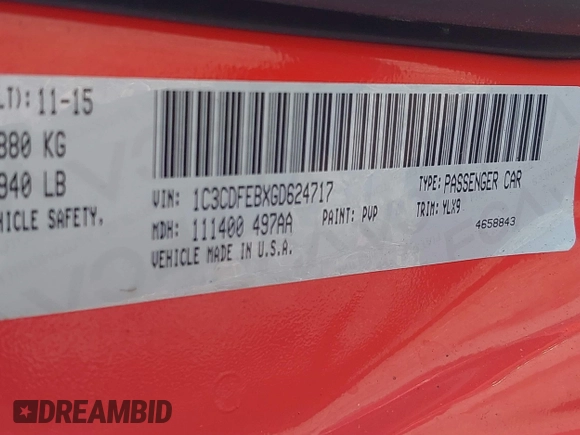 LT): 11-15
880 KG
940 LB
HICLE SAFETY,
VIN: 1C3CDFEBXGD624717
TYPE: PASSENGER CAR
MDH: 111400 497AA
PAINT: PVP
TRIM: YLX9
VEHICLE MADE IN U.S.A.
4658843
DREAMBID